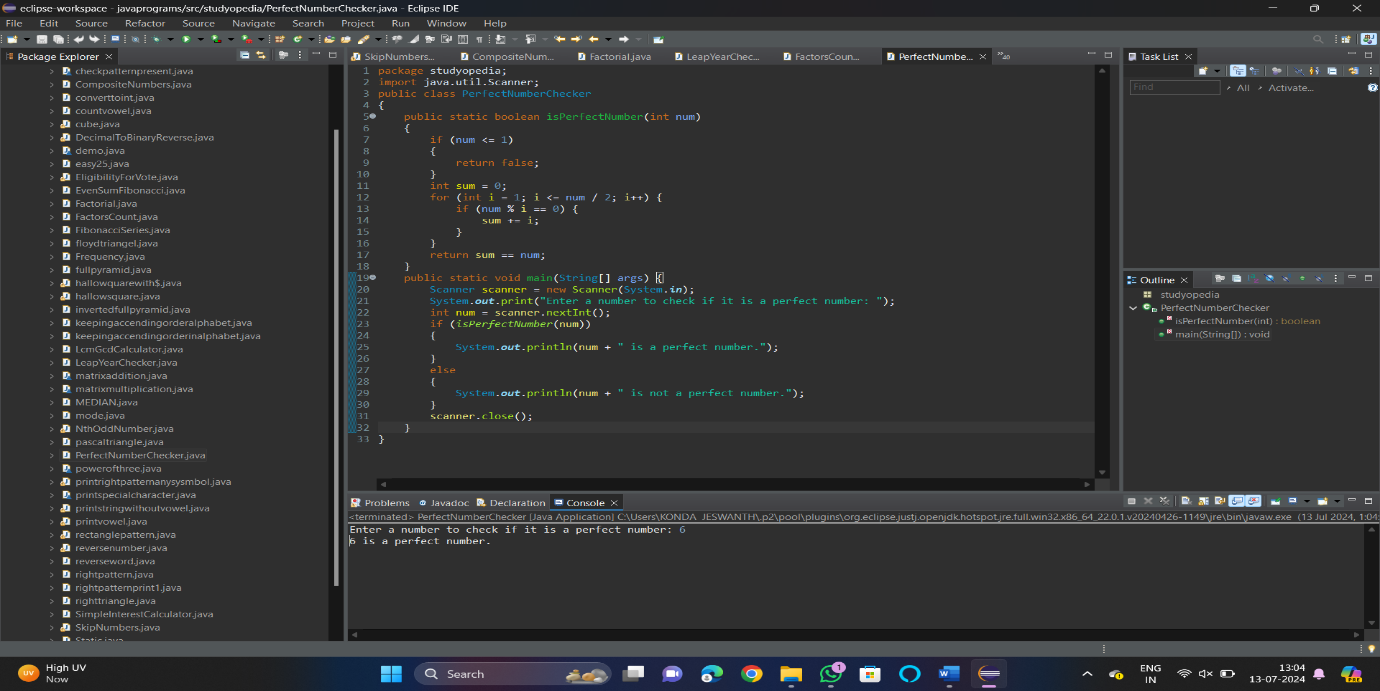 eclipse-workspace - javaprograms/src/studyopedia/PerfectNumberChecker.java - Eclipse IDE
File Edit Source Refactor Source Navigate Search Project Run Window Help
Package Explorer
checkpatternpresent.java
CompositeNumbers.java
converttoint.java
countvowel.java
cube.java
DecimalToBinaryReverse.java
demo.java
easy25.java
EligibilityForVote.java
EvenSumFibonacci.java
Factorial.java
FactorsCount.java
FibonacciSeries.java
floydtriangel.java
Frequency.java
fullpyramid.java
hallowquarewith$.java
hallowsquare.java
invertedfullpyramid.java
keepingaccendingorderalphabet.java
keepingaccendingorderinalphabet.java
LcmGcdCalculator.java
LeapYearChecker.java
matrixaddition.java
matrixmultiplication.java
MEDIAN.java
mode.java
NthOddNumber.java
pascaltriangle.java
PerfectNumberChecker.java
powerofthree.java
printrightpatternanysysmbol.java
printspecialcharacter.java
printstringwithoutvowel.java
printvowel.java
rectanglepattern.java
reversenumber.java
reverseword.java
rightpattern.java
rightpatternprint1.java
righttriangle.java
SimpleInterestCalculator.java
SkipNumbers.java
Static.java
SkipNumbers... CompositeNum... Factorial.java LeapYearChec... FactorsCoun... PerfectNumbe... 40
1 package studyopedia;
2 import java.util.Scanner;
3 public class PerfectNumberChecker
4 {
5 public static boolean isPerfectNumber(int num)
6 {
7 if (num <= 1)
8 {
9 return false;
10 }
11 int sum = 0;
12 for (int i = 1; i <= num / 2; i++) {
13 if (num % i == 0) {
14 sum += i;
15 }
16 }
17 return sum == num;
18 }
19 public static void main(String[] args) {
20 Scanner scanner = new Scanner(System.in);
21 System.out.print("Enter a number to check if it is a perfect number: ");
22 int num = scanner.nextInt();
23 if (isPerfectNumber(num))
24 {
25 System.out.println(num + " is a perfect number.");
26 }
27 else
28 {
29 System.out.println(num + " is not a perfect number.");
30 }
31 scanner.close();
32 }
33 }
Task List
Find All Activate...
Outline
studyopedia
PerfectNumberChecker
isPerfectNumber(int) : boolean
main(String[]) : void
Problems Javadoc Declaration Console
<terminated> PerfectNumberChecker [Java Application] C:\Users\KONDA JESWANTH\.p2\pool\plugins\org.eclipse.justj.openjdk.hotspot.jre.full.win32.x86_64_22.0.1.v20240426-1149\jre\bin\javaw.exe (13 Jul 2024, 1:04:
Enter a number to check if it is a perfect number: 6
6 is a perfect number.
UV High UV
Now
Search
1
ENG
IN
13:04
13-07-2024
PRE